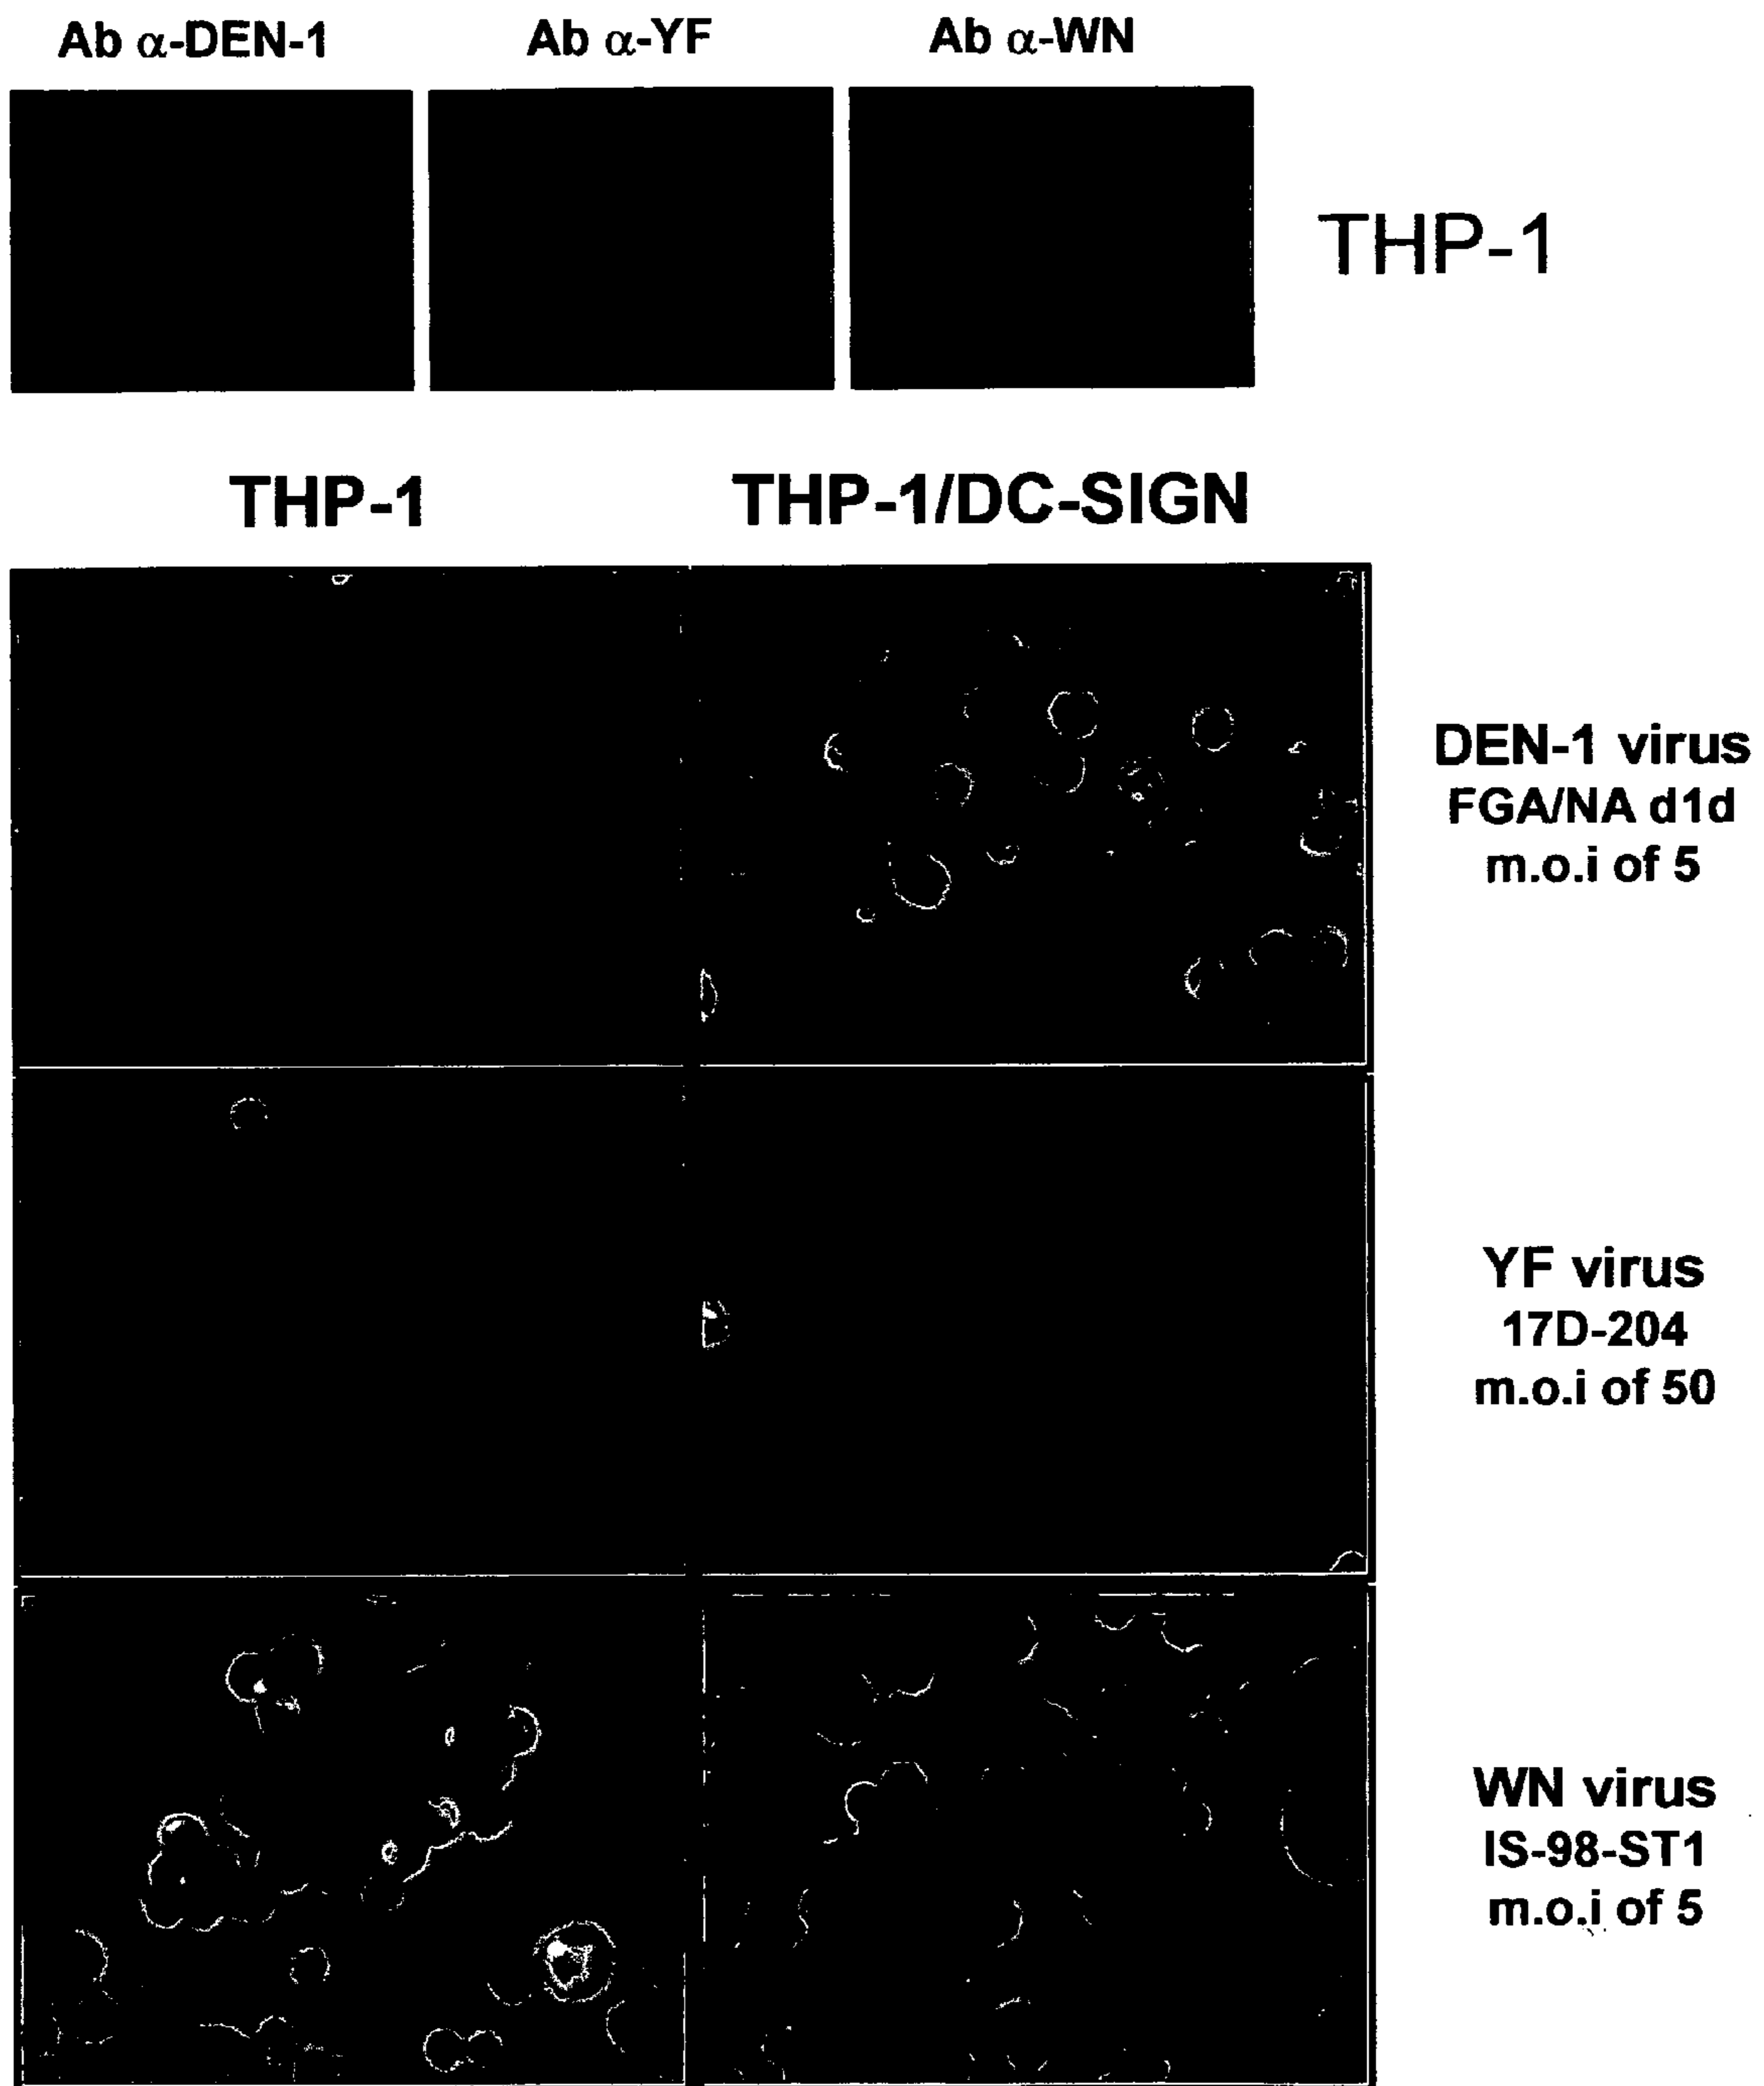 Ab α-DEN-1 Ab α-YF Ab α-WN
THP-1
THP-1 THP-1/DC-SIGN
DEN-1 virus
FGA/NA d1d
m.o.i of 5
YF virus
17D-204
m.o.i of 50
WN virus
IS-98-ST1
m.o.i of 5